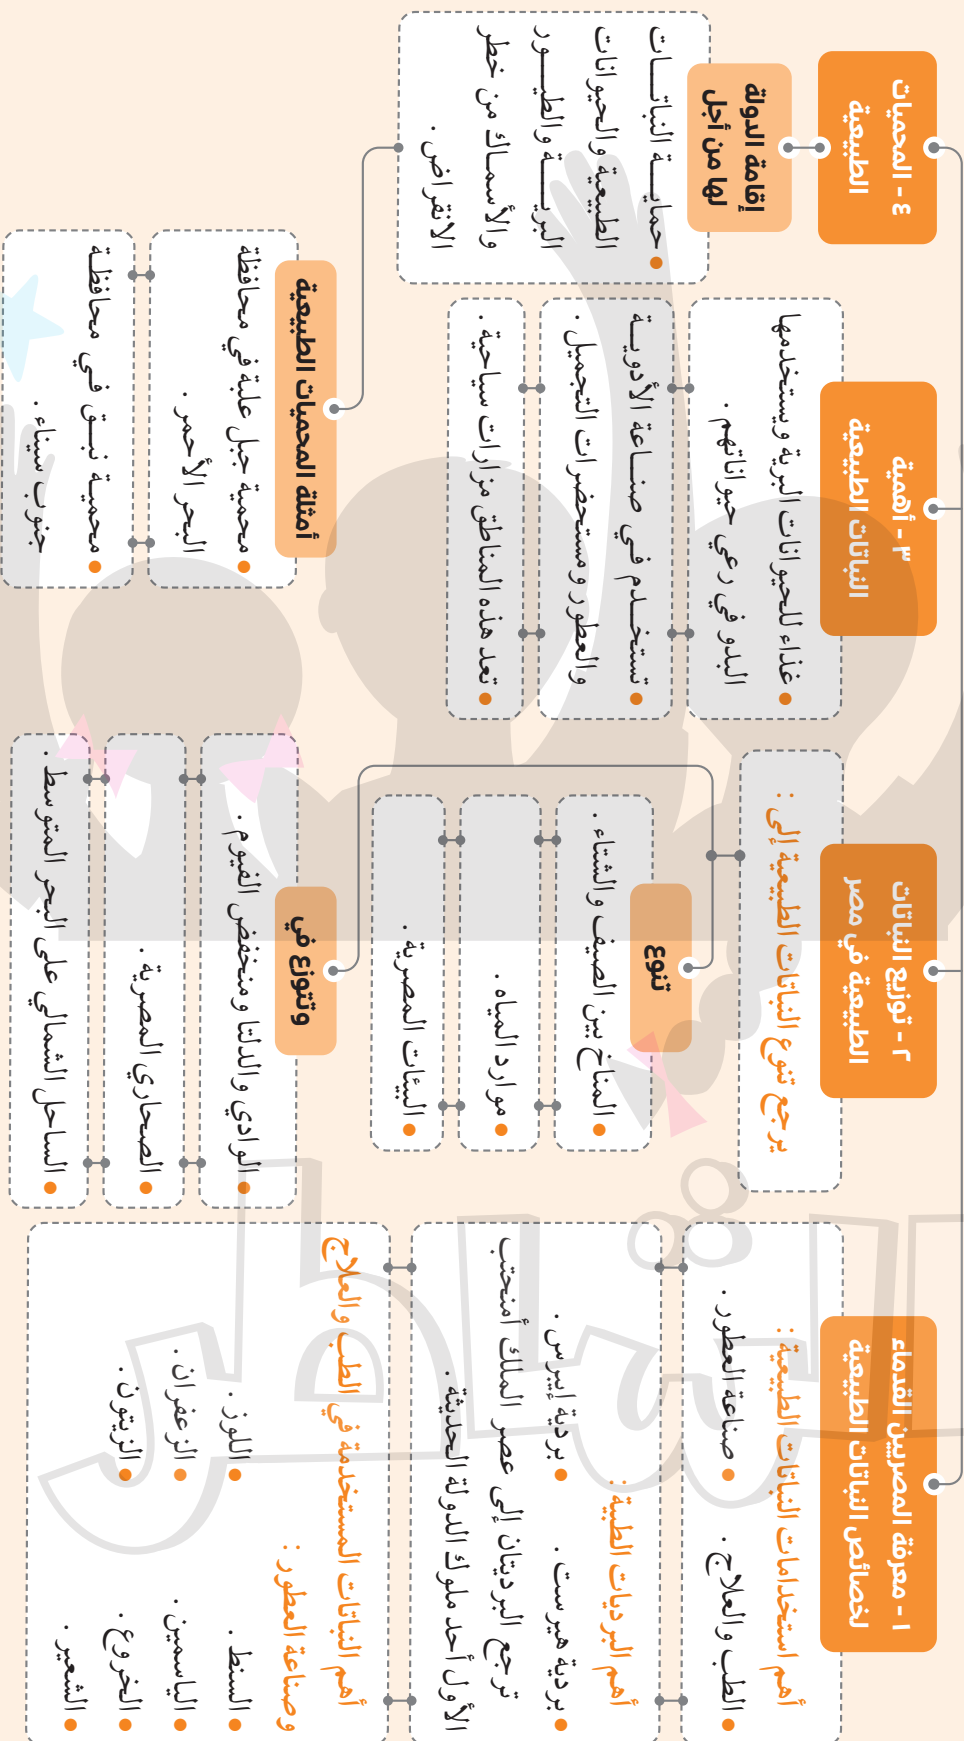 ١ - معرفة المصريين القدماء
لخصائص النباتات الطبيعية
أهم استخدامات النباتات الطبيعية :
الطب والعلاج .
صناعة العطور .
أهم البرديات الطبية :
بردية هيرست .
بردية إيبرس .
ترجع البرديتان إلى عصر الملك أمنحتب
الأول أحد ملوك الدولة الحديثة .
أهم النباتات المستخدمة في الطب والعلاج
وصناعة العطور :
السنط .
اللوز .
الياسمين .
الزعفران .
الخروع .
الزيتون .
الشعير .
٢ - توزيع النباتات
الطبيعية في مصر
يرجع تنوع النباتات الطبيعية إلى :
تنوع
المناخ بين الصيف والشتاء .
موارد المياه .
البيئات المصرية .
وتتوزع في
الوادي والدلتا ومنخفض الفيوم .
الصحاري المصرية .
الساحل الشمالي على البحر المتوسط .
٣ - أهمية
النباتات الطبيعية
غذاء للحيوانات البرية ويستخدمها
البدو في رعي حيواناتهم .
تستخدم في صناعة الأدوية
والعطور ومستحضرات التجميل .
تعد هذه المناطق مزارات سياحية .
٤ - المحميات
الطبيعية
إقامة الدولة
لها من أجل
حماية النباتات
الطبيعية والحيوانات
البرية والطيور
والأسماك من خطر
الانقراض .
أمثلة المحميات الطبيعية
محمية جبل علبة في محافظة
البحر الأحمر .
محمية نبق في محافظة
جنوب سيناء .
الشاطر